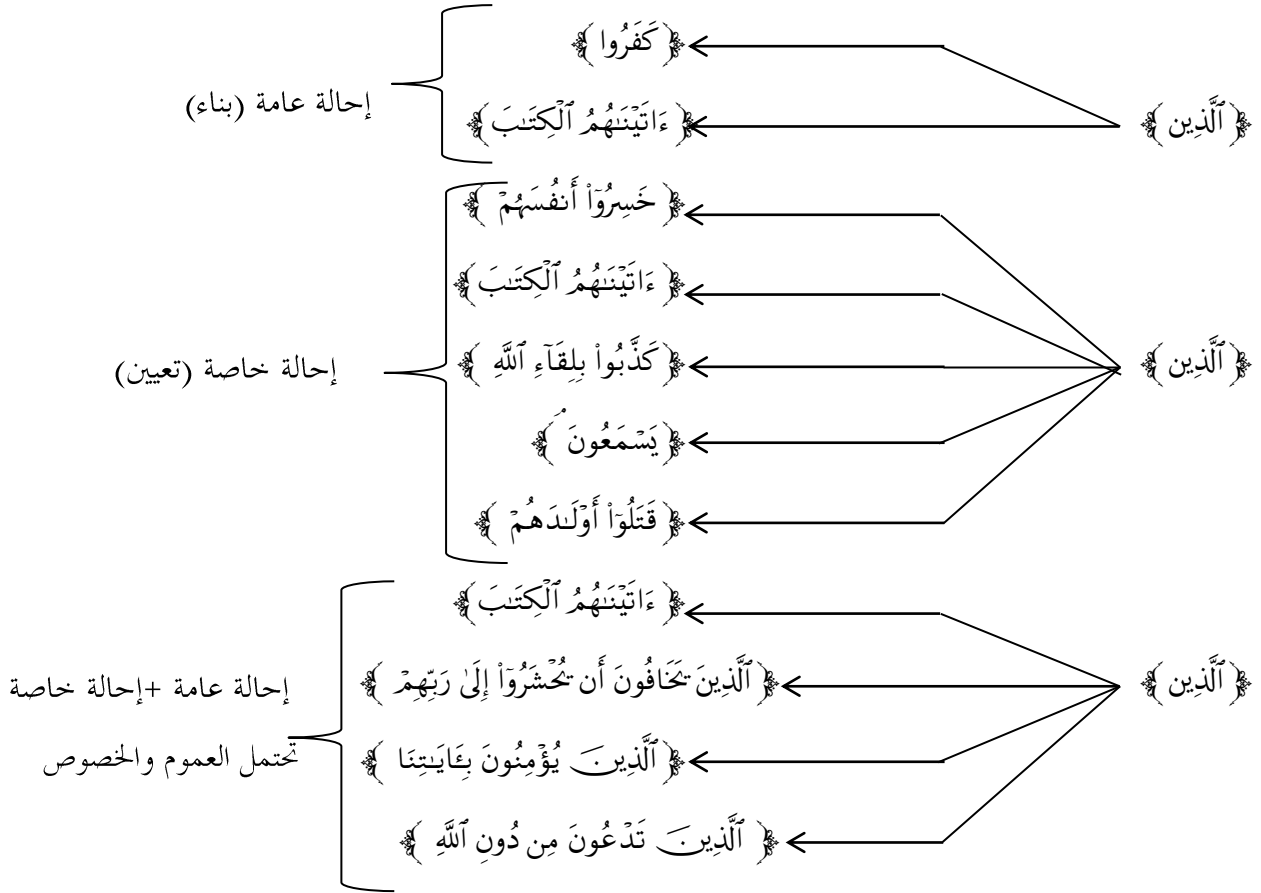 ﴿ كَفَرُوا ﴾
﴿ ٱلَّذِين ﴾
﴿ ءَاتَيْنَـٰهُمُ ٱلْكِتَـٰبَ ﴾
إحالة عامة (بناء)
﴿ خَسِرُوٓاْ أَنفُسَهُمْ ﴾
﴿ ءَاتَيْنَـٰهُمُ ٱلْكِتَـٰبَ ﴾
﴿ ٱلَّذِين ﴾
﴿ كَذَّبُواْ بِلِقَآءِ ٱللَّهِ ﴾
إحالة خاصة (تعيين)
﴿ يَسْمَعُونَ ۘ ﴾
﴿ قَتَلُوٓاْ أَوْلَـٰدَهُمْ ﴾
﴿ ءَاتَيْنَـٰهُمُ ٱلْكِتَـٰبَ ﴾
﴿ ٱلَّذِين ﴾
﴿ ٱلَّذِينَ يَخَافُونَ أَن يُحْشَرُوٓاْ إِلَىٰ رَبِّهِمْ ﴾
إحالة عامة +إحالة خاصة
﴿ ٱلَّذِينَ يُؤْمِنُونَ بِـَٔايَـٰتِنَا ﴾
تحتمل العموم والخصوص
﴿ ٱلَّذِينَ تَدْعُونَ مِن دُونِ ٱللَّهِ ﴾